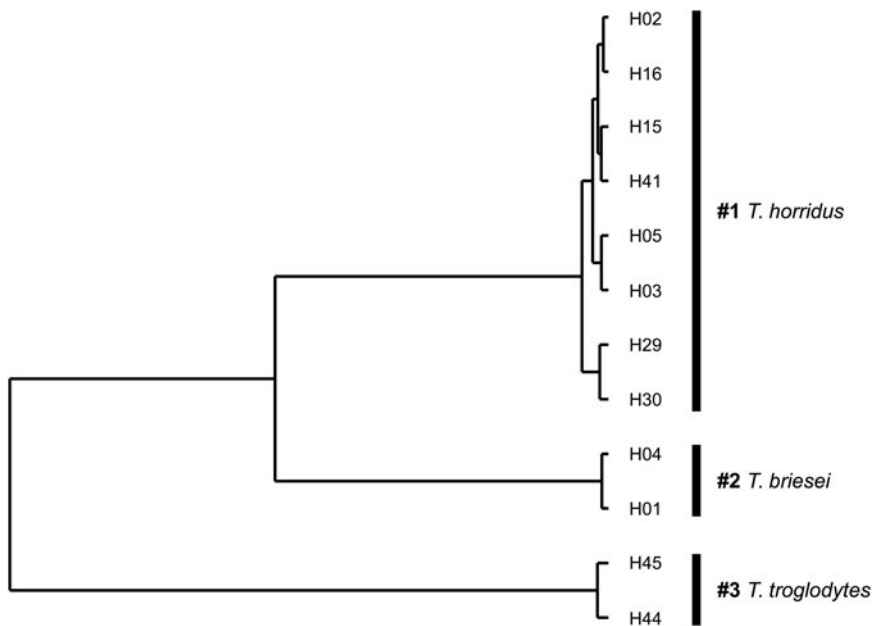 H02
H16
H15
H41
#1 T. horridus
H05
H03
H29
H30
H04
#2 T. briesei
H01
H45
#3 T. troglodytes
H44